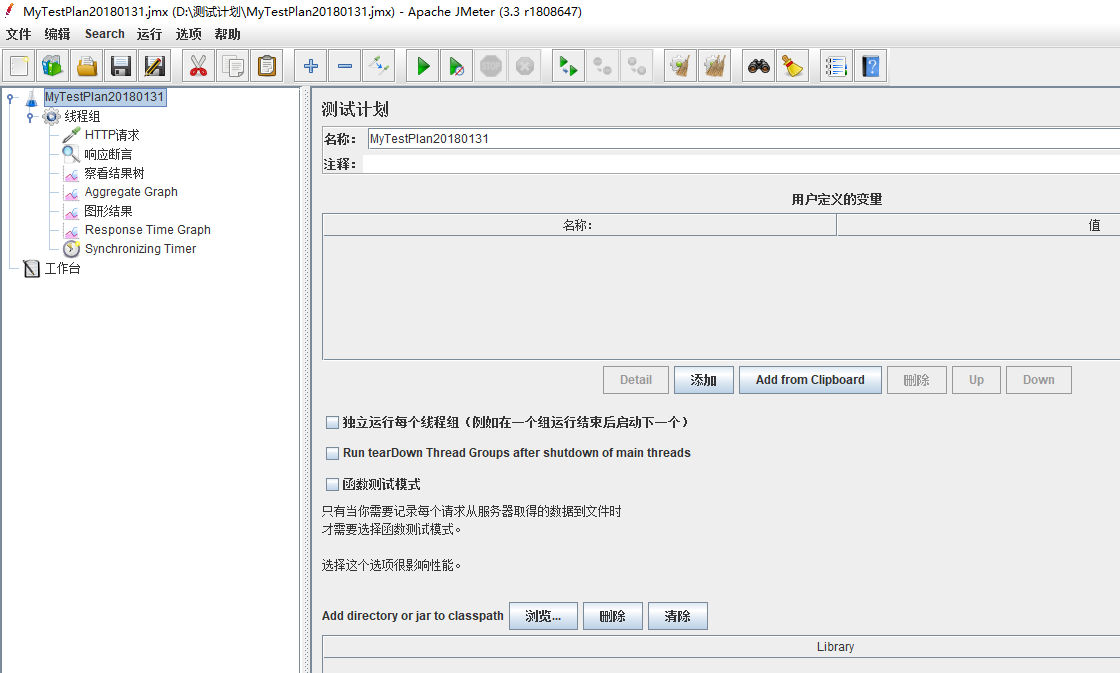 MyTestPlan20180131.jmx (D:\测试计划\MyTestPlan20180131.jmx) - Apache JMeter (3.3 r1808647)
文件 编辑 Search 运行 选项 帮助
STOP
MyTestPlan20180131
线程组
HTTP请求
响应断言
察看结果树
Aggregate Graph
图形结果
Response Time Graph
Synchronizing Timer
工作台
测试计划
名称： MyTestPlan20180131
注释：
用户定义的变量
名称: 值
Detail 添加 Add from Clipboard 删除 Up Down
独立运行每个线程组（例如在一个组运行结束后启动下一个）
Run tearDown Thread Groups after shutdown of main threads
函数测试模式
只有当你需要记录每个请求从服务器取得的数据到文件时
才需要选择函数测试模式。
选择这个选项很影响性能。
Add directory or jar to classpath 浏览... 删除 清除
Library